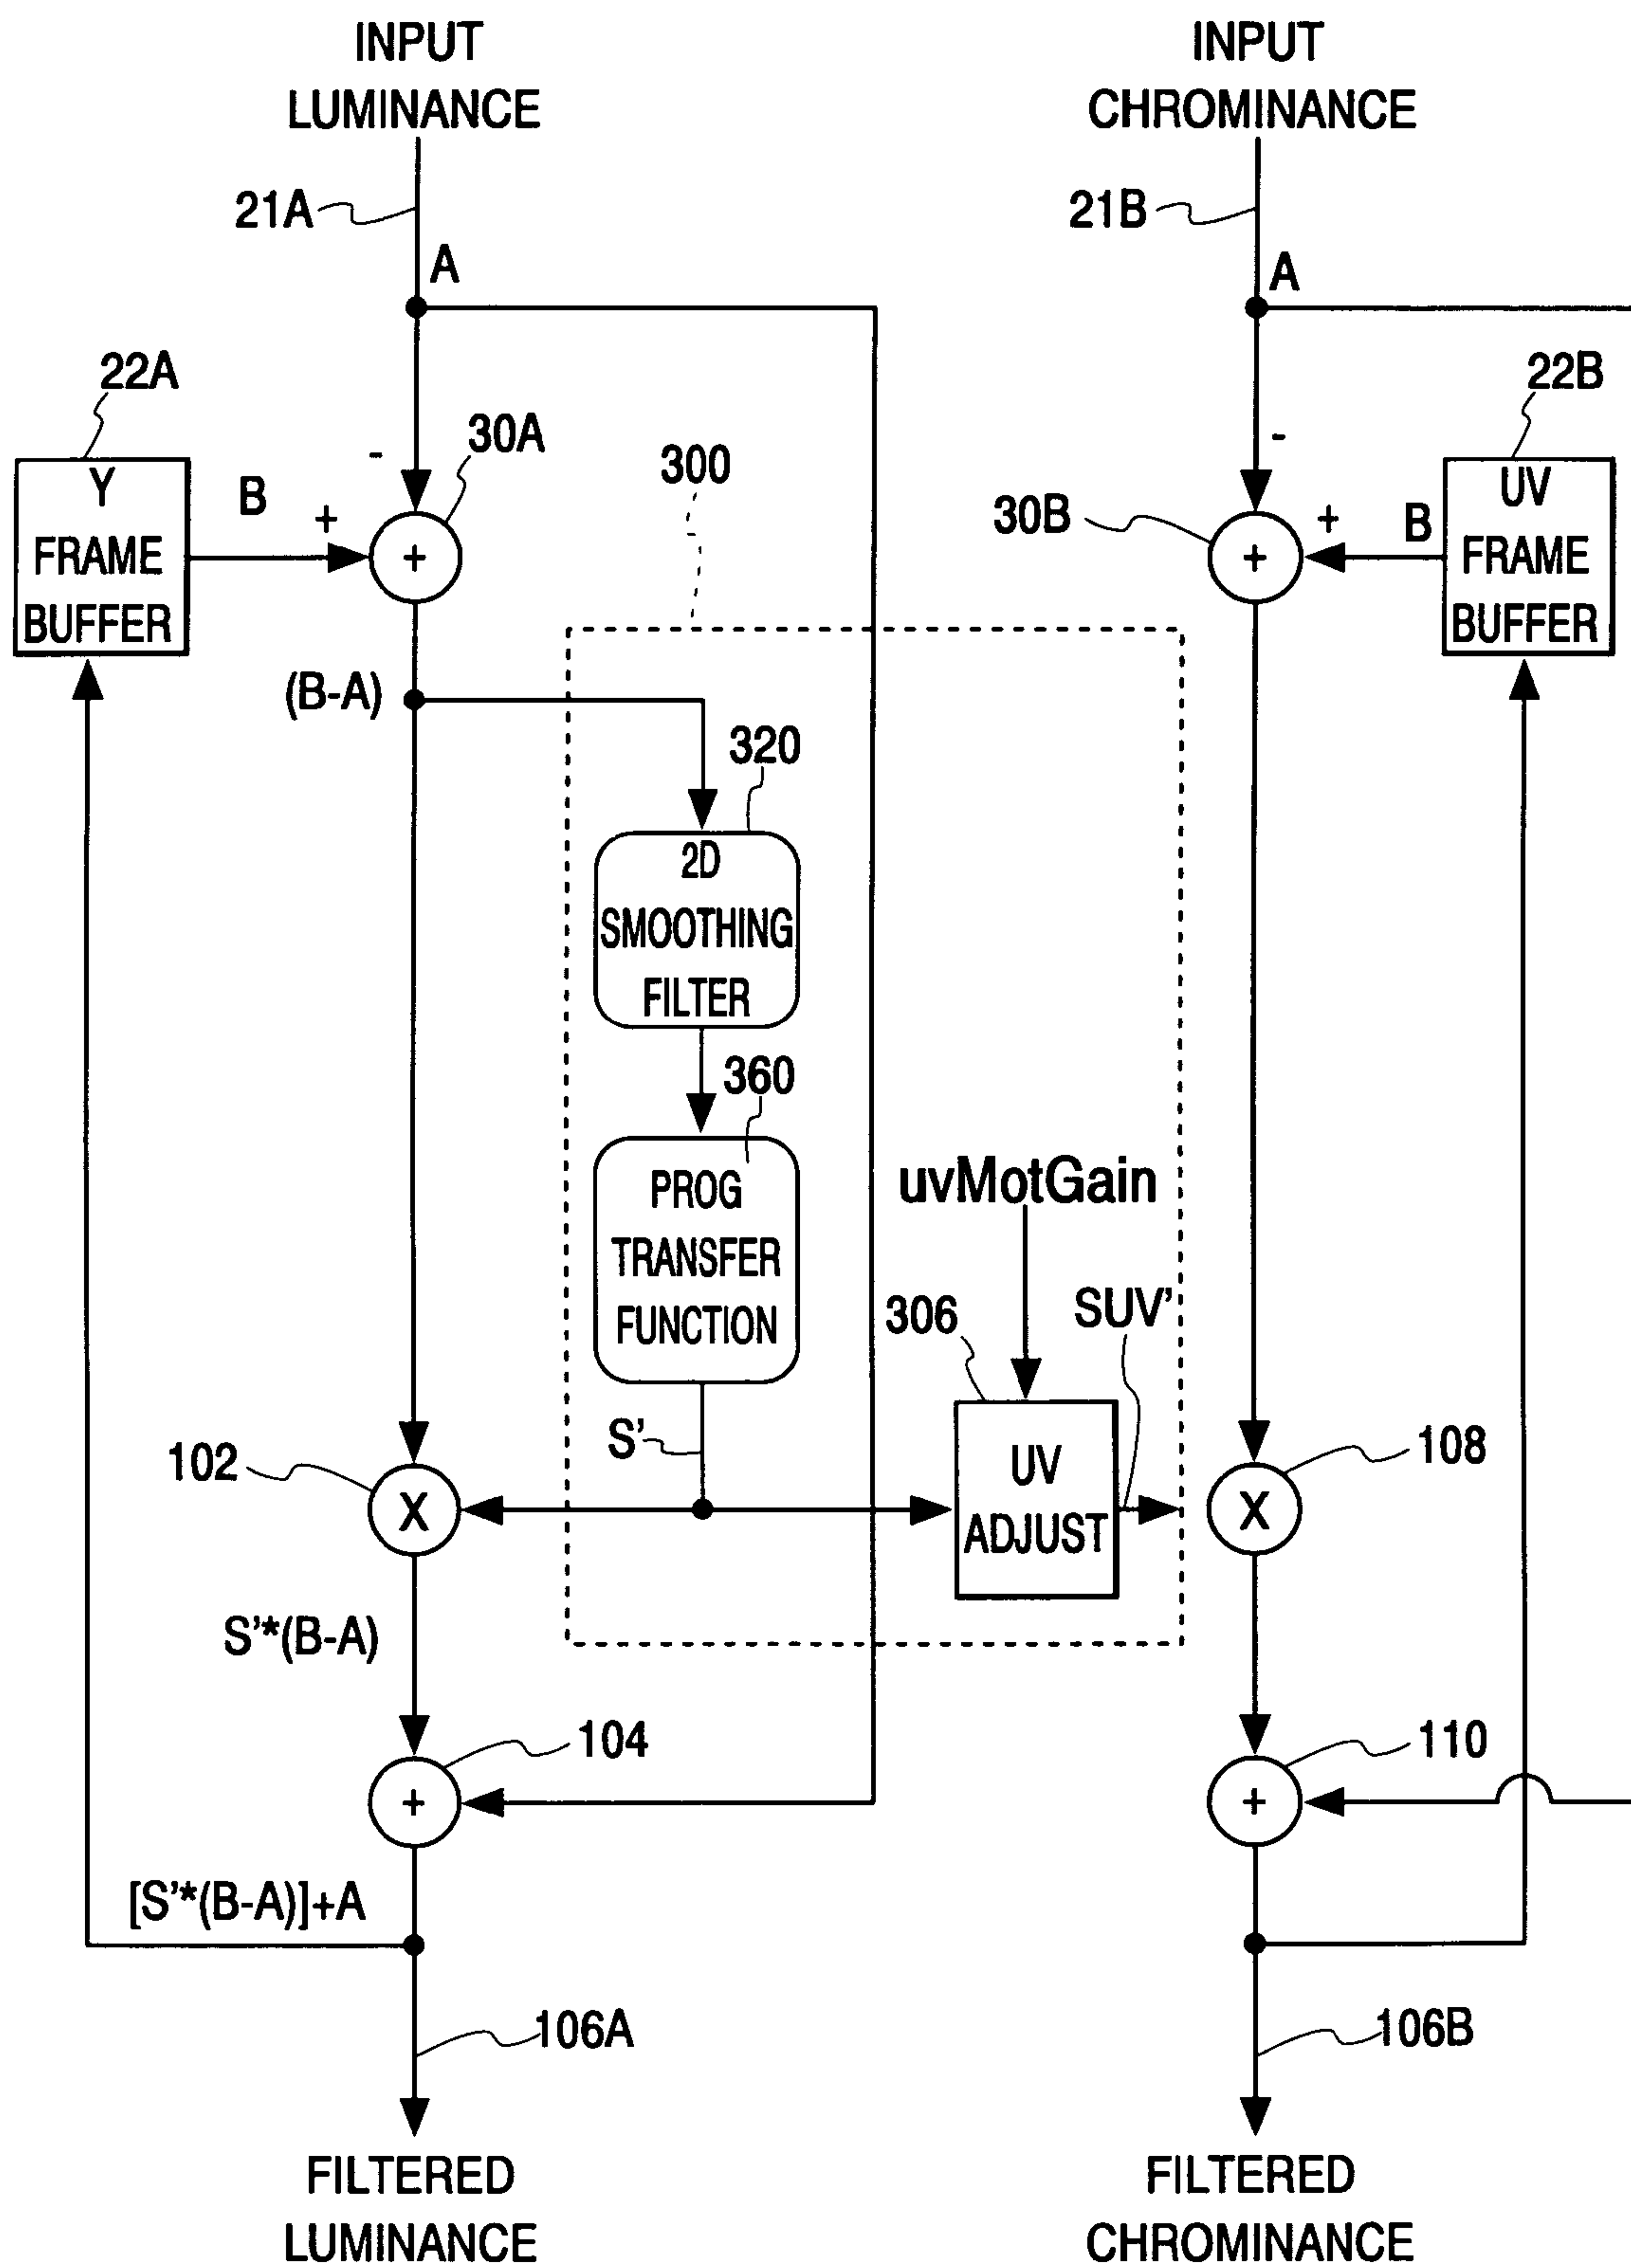 INPUT
LUMINANCE
INPUT
CHROMINANCE
21A
21B
A
A
22A
22B
30A
300
30B
Y
FRAME
BUFFER
B
-
+
+
-
+
B
+
UV
FRAME
BUFFER
(B-A)
320
2D
SMOOTHING
FILTER
360
PROG
TRANSFER
FUNCTION
uvMotGain
306
SUV'
S'
102
X
UV
ADJUST
108
X
S'*(B-A)
104
+
110
+
[S'*(B-A)]+A
106A
106B
FILTERED
LUMINANCE
FILTERED
CHROMINANCE